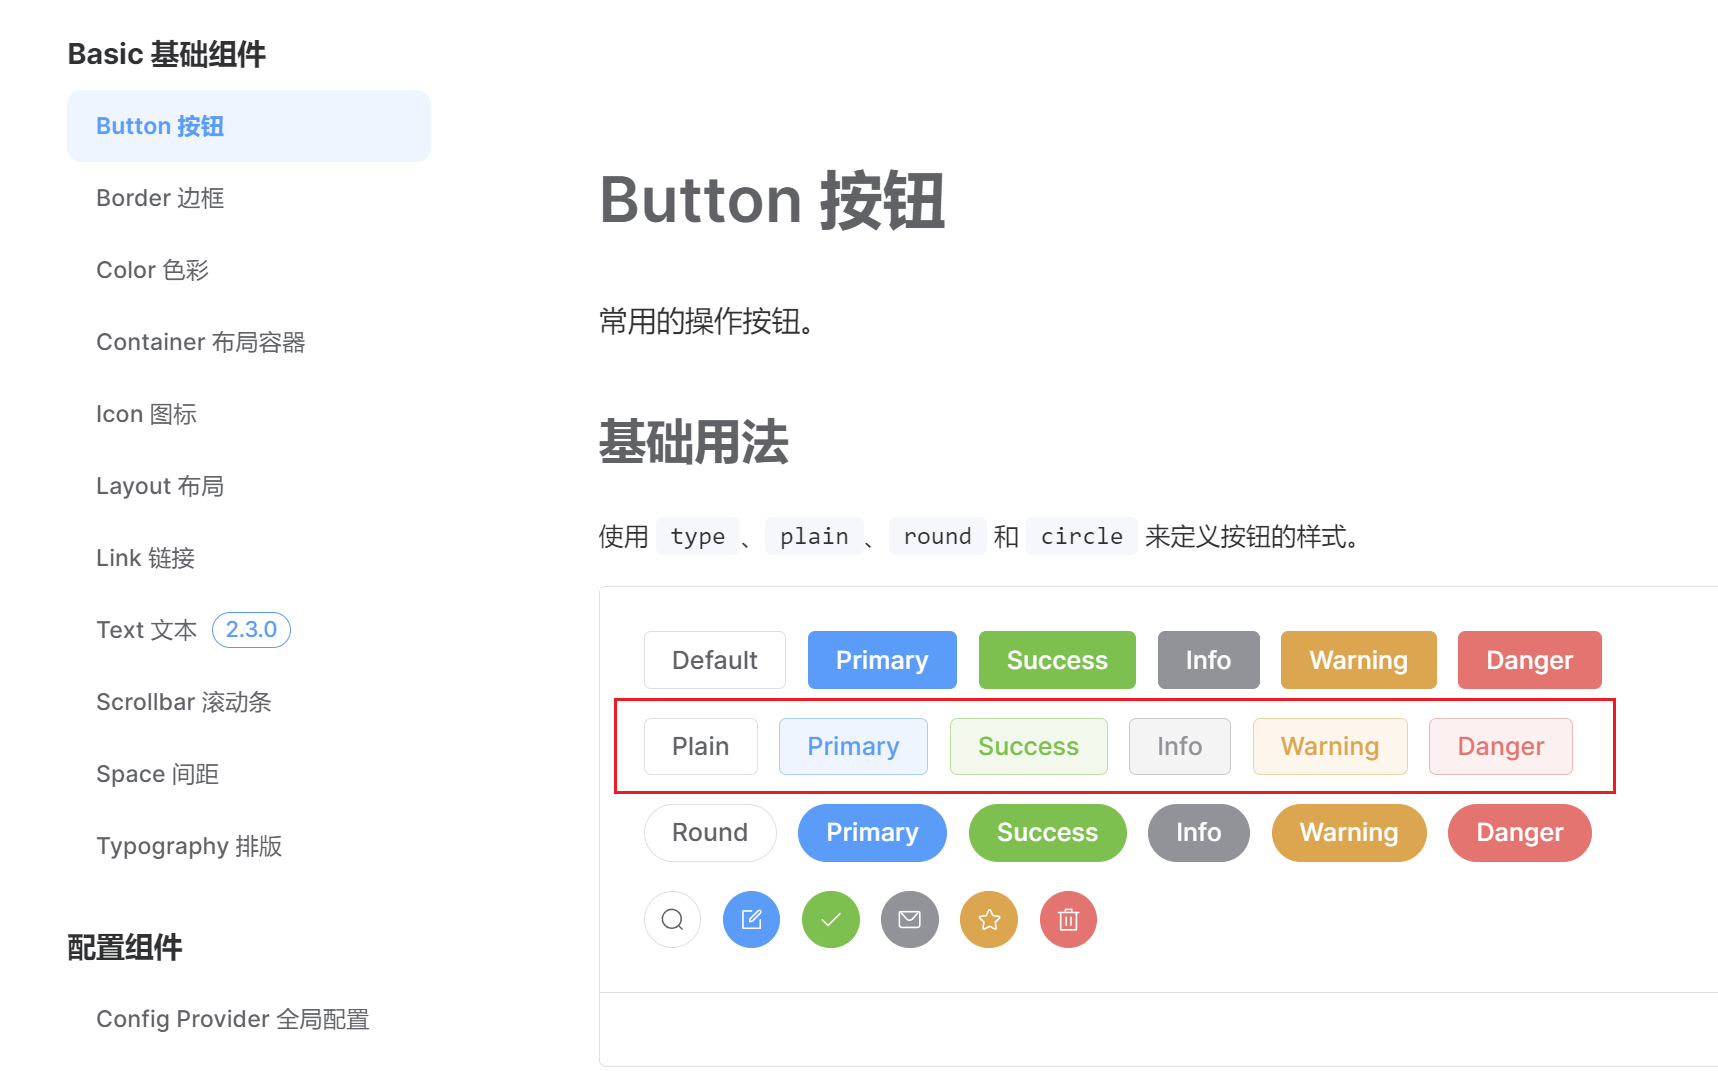 Basic 基础组件
Button 按钮
Border 边框
Color 色彩
Container 布局容器
Icon 图标
Layout 布局
Link 链接
Text 文本 2.3.0
Scrollbar 滚动条
Space 间距
Typography 排版
配置组件
Config Provider 全局配置
Button 按钮
常用的操作按钮。
基础用法
使用 type 、 plain 、 round 和 circle 来定义按钮的样式。
Default Primary Success Info Warning Danger
Plain Primary Success Info Warning Danger
Round Primary Success Info Warning Danger